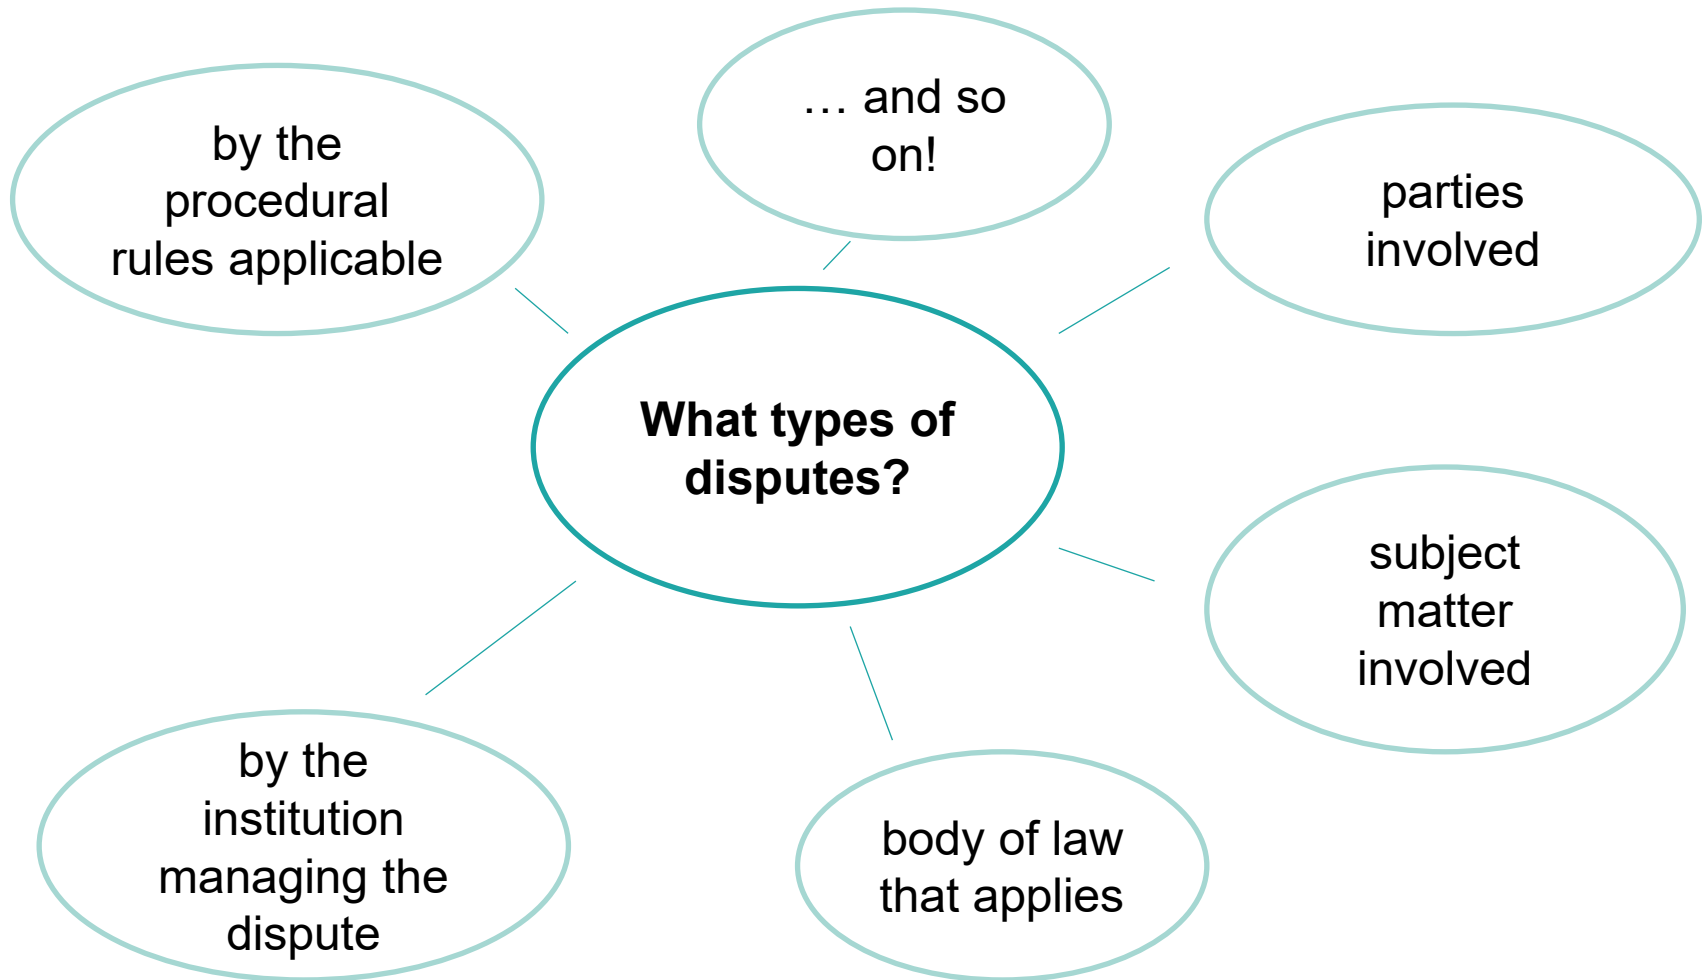 … and so
on!
by the
procedural
rules applicable
parties
involved
What types of
disputes?
subject
matter
involved
by the
institution
managing the
dispute
body of law
that applies